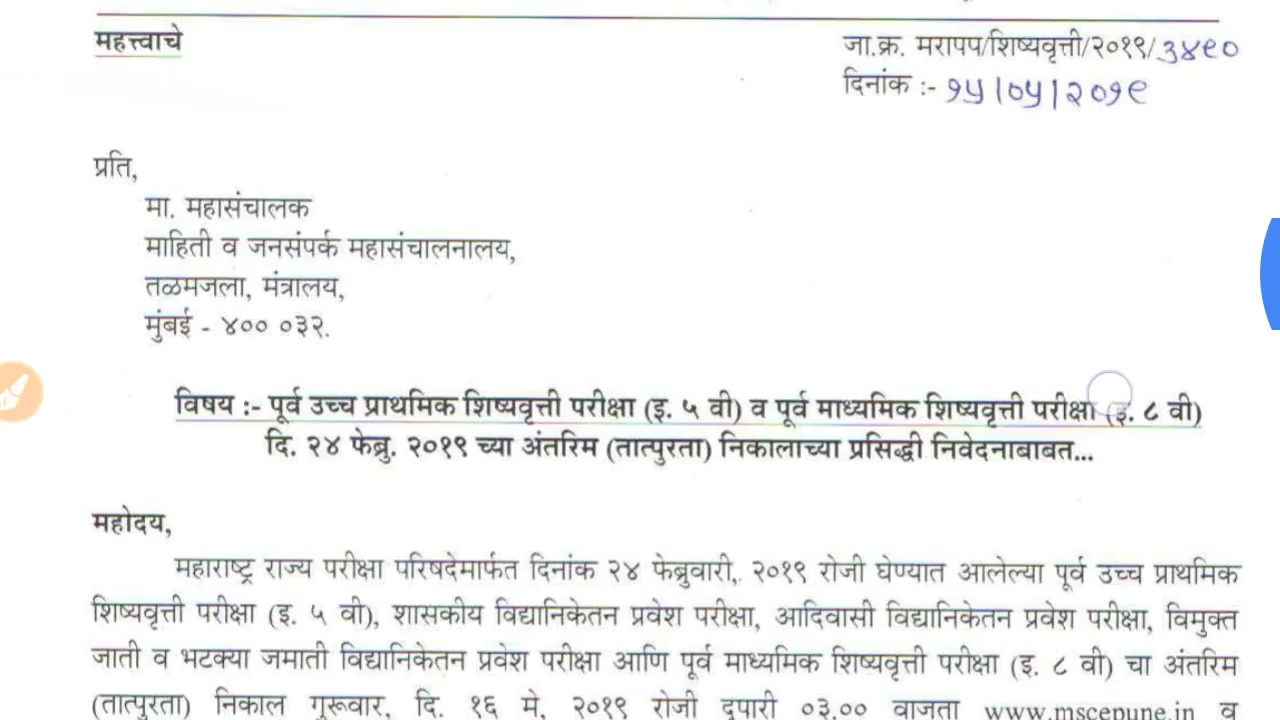 महत्त्वाचे
जा.क्र. मरापप/शिष्यवृत्ती/२०१९/३४९०
दिनांक :- १५/०५/२०१९
प्रति,
मा. महासंचालक
माहिती व जनसंपर्क महासंचालनालय,
तळमजला, मंत्रालय,
मुंबई - ४०० ०३२.
विषय :- पूर्व उच्च प्राथमिक शिष्यवृत्ती परीक्षा (इ. ५ वी) व पूर्व माध्यमिक शिष्यवृत्ती परीक्षा (इ. ८ वी)
दि. २४ फेब्रु. २०१९ च्या अंतरिम (तात्पुरता) निकालाच्या प्रसिद्धी निवेदनाबाबत...
महोदय,
महाराष्ट्र राज्य परीक्षा परिषदेमार्फत दिनांक २४ फेब्रुवारी, २०१९ रोजी घेण्यात आलेल्या पूर्व उच्च प्राथमिक
शिष्यवृत्ती परीक्षा (इ. ५ वी), शासकीय विद्यानिकेतन प्रवेश परीक्षा, आदिवासी विद्यानिकेतन प्रवेश परीक्षा, विमुक्त
जाती व भटक्या जमाती विद्यानिकेतन प्रवेश परीक्षा आणि पूर्व माध्यमिक शिष्यवृत्ती परीक्षा (इ. ८ वी) चा अंतरिम
(तात्पुरता) निकाल गुरूवार, दि. १६ मे, २०१९ रोजी दुपारी ०३.०० वाजता www.mscepune.in व